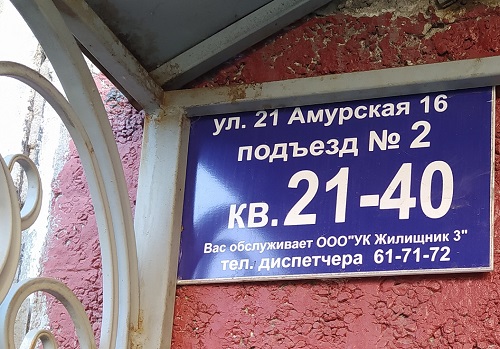 ул. 21 Амурская 16
подъезд № 2
кв. 21-40
Вас обслуживает ООО"УК Жилищник 3"
тел. диспетчера 61-71-72